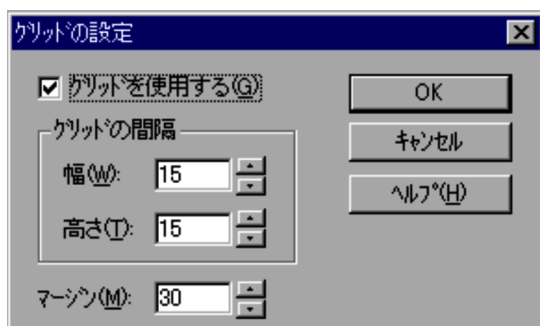 グリッドの設定
グリッドを使用する(G)
OK
グリッドの間隔
キャンセル
幅(W): 15
ヘルプ(H)
高さ(T): 15
マージン(M): 30